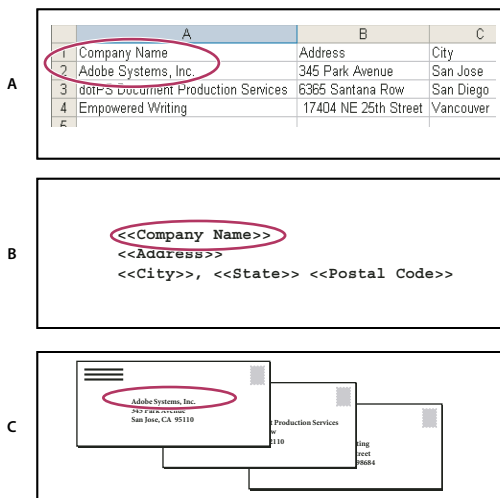 A
A B C
1 Company Name Address City
2 Adobe Systems, Inc. 345 Park Avenue San Jose
3 dotPS Document Production Services 6365 Santana Row San Diego
4 Empowered Writing 17404 NE 25th Street Vancouver
5
B
<<Company Name>>
<<Address>>
<<City>>, <<State>> <<Postal Code>>
C
Adobe Systems, Inc.
345 Park Avenue
San Jose, CA 95110
t Production Services
w
2110
ting
treet
98684